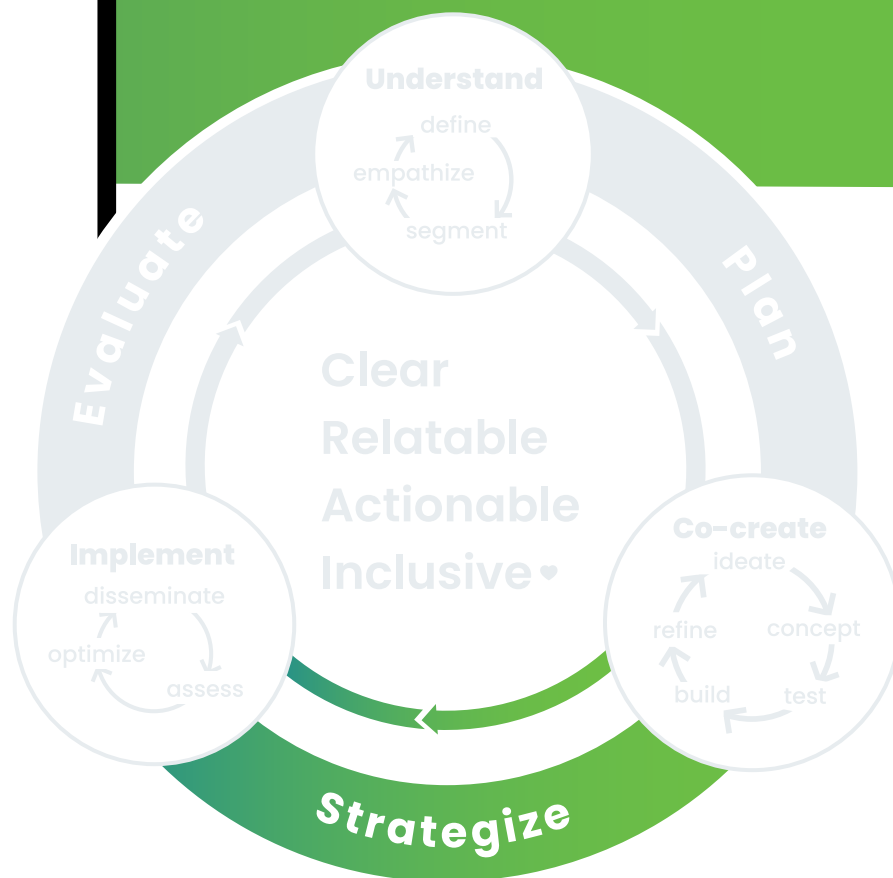 Understand
define
empathize
segment
Evaluate
Plan
Clear
Relatable
Actionable
Inclusive
Implement
disseminate
optimize
assess
Co-create
ideate
refine
concept
build
test
Strategize